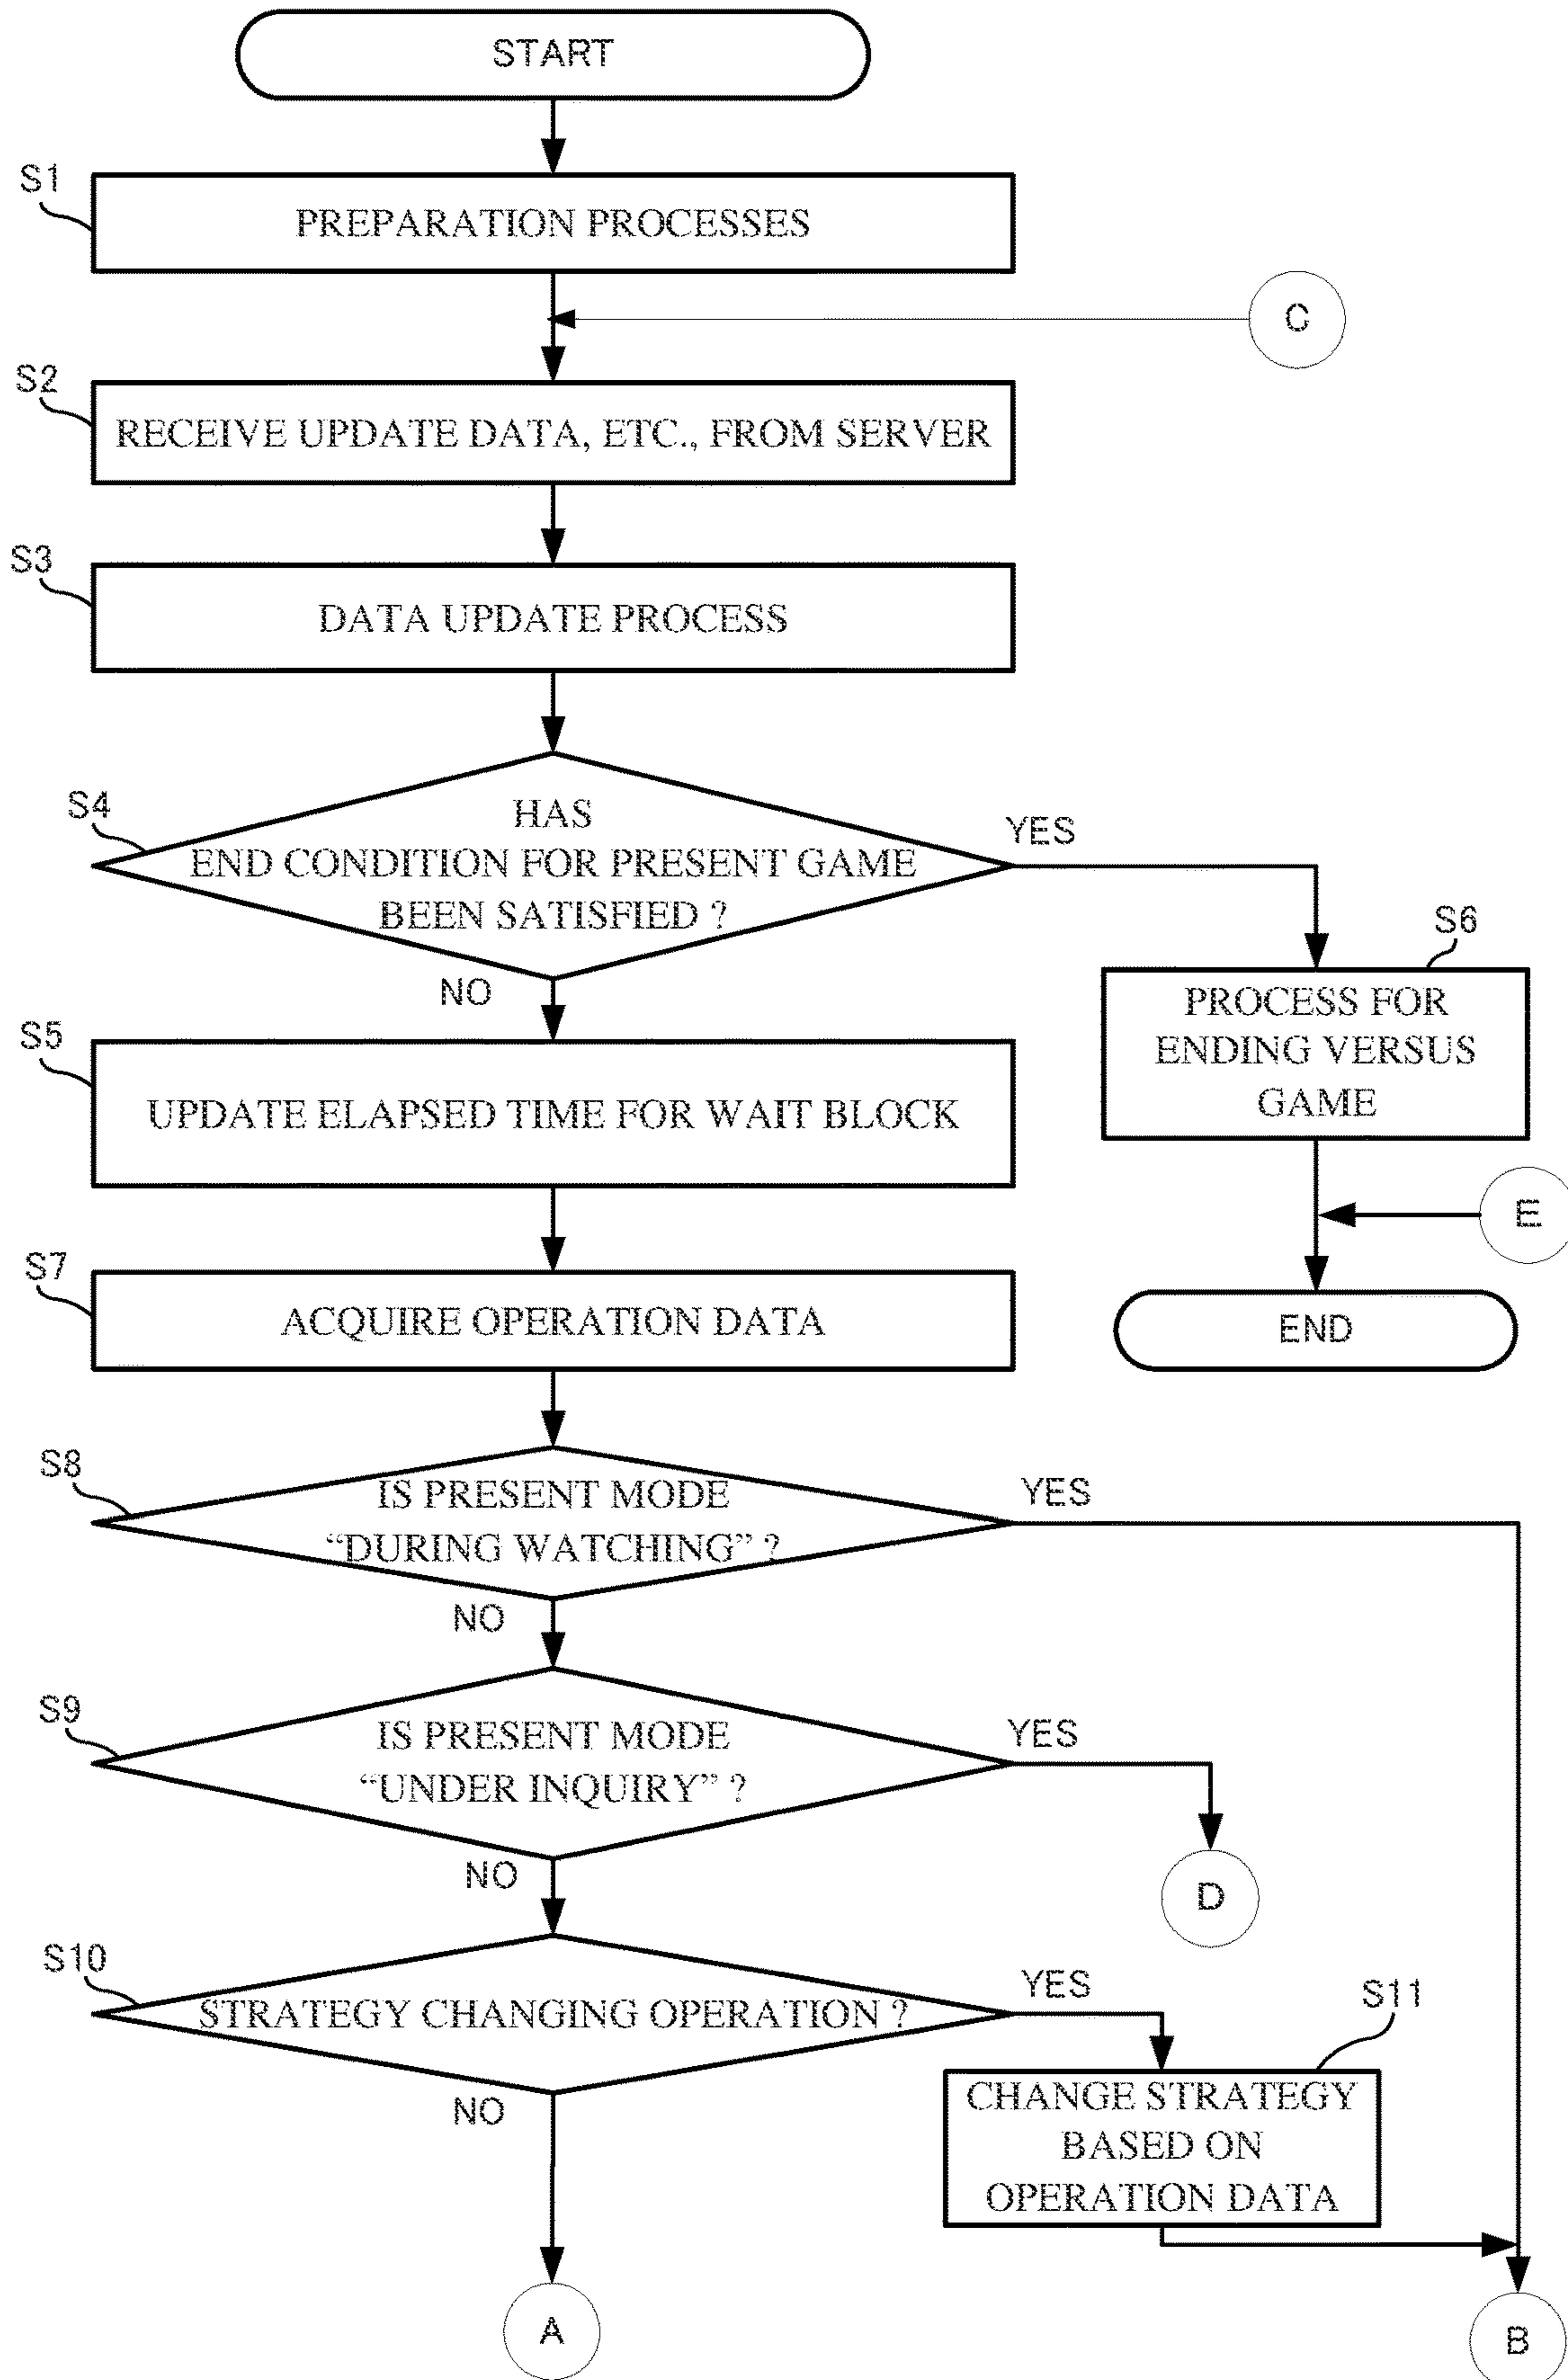 START
S1
PREPARATION PROCESSES
C
S2
RECEIVE UPDATE DATA, ETC., FROM SERVER
S3
DATA UPDATE PROCESS
S4
HAS
END CONDITION FOR PRESENT GAME
BEEN SATISFIED ?
YES
NO
S6
PROCESS FOR
ENDING VERSUS
GAME
S5
UPDATE ELAPSED TIME FOR WAIT BLOCK
E
S7
ACQUIRE OPERATION DATA
END
S8
IS PRESENT MODE
“DURING WATCHING” ?
YES
NO
S9
IS PRESENT MODE
“UNDER INQUIRY” ?
YES
NO
D
S10
STRATEGY CHANGING OPERATION ?
YES
NO
S11
CHANGE STRATEGY
BASED ON
OPERATION DATA
A
B